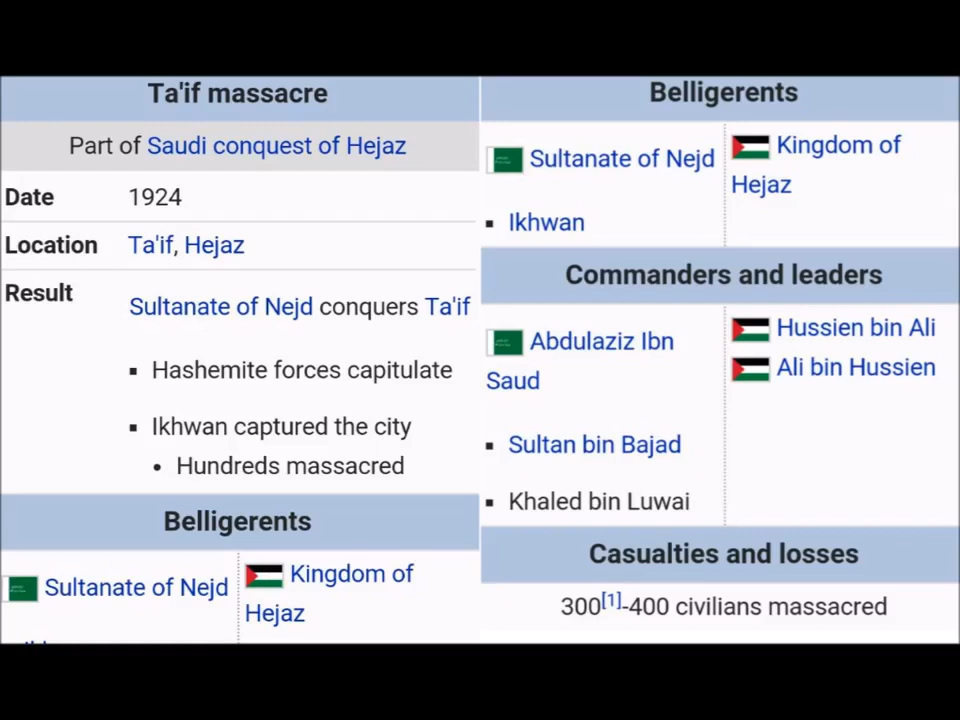 Ta'if massacre
Part of Saudi conquest of Hejaz
Date 1924
Location Ta'if, Hejaz
Result
Sultanate of Nejd conquers Ta'if
▪ Hashemite forces capitulate
▪ Ikhwan captured the city
• Hundreds massacred
Belligerents
Sultanate of Nejd
Kingdom of
Hejaz
Belligerents
Sultanate of Nejd
▪ Ikhwan
Kingdom of
Hejaz
Commanders and leaders
Abdulaziz Ibn
Saud
▪ Sultan bin Bajad
▪ Khaled bin Luwai
Hussien bin Ali
Ali bin Hussien
Casualties and losses
300[1]-400 civilians massacred